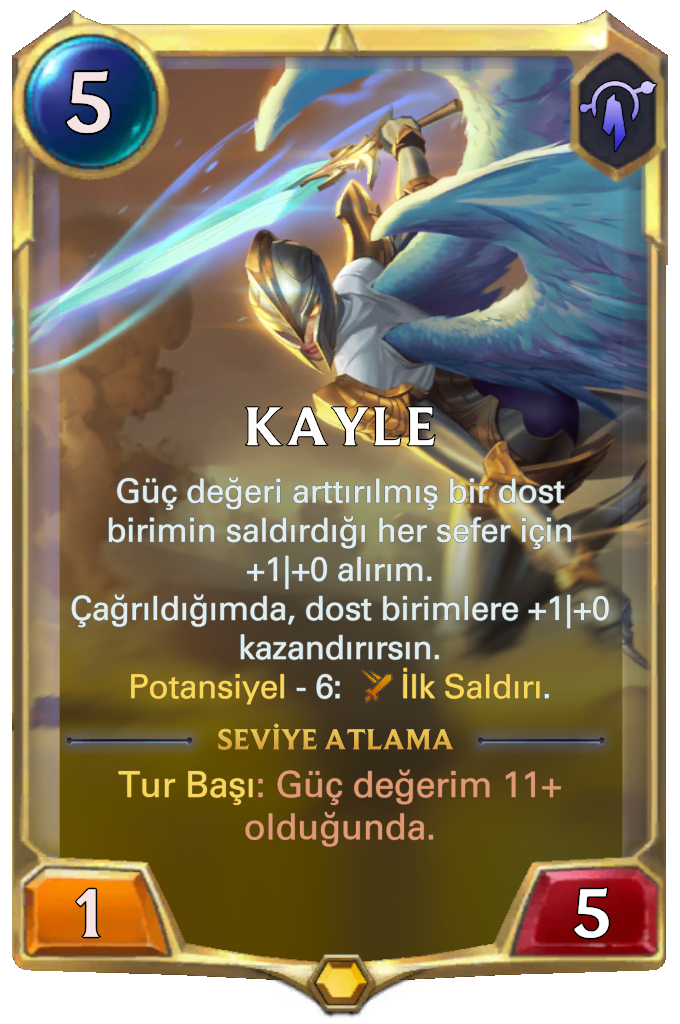 5
KAYLE
Güç değeri arttırılmış bir dost
birimin saldırdığı her sefer için
+1|+0 alırım.
Çağrıldığımda, dost birimlere +1|+0
kazandırırsın.
Potansiyel - 6: İlk Saldırı.
SEVİYE ATLAMA
Tur Başı: Güç değerim 11+
olduğunda.
1
5